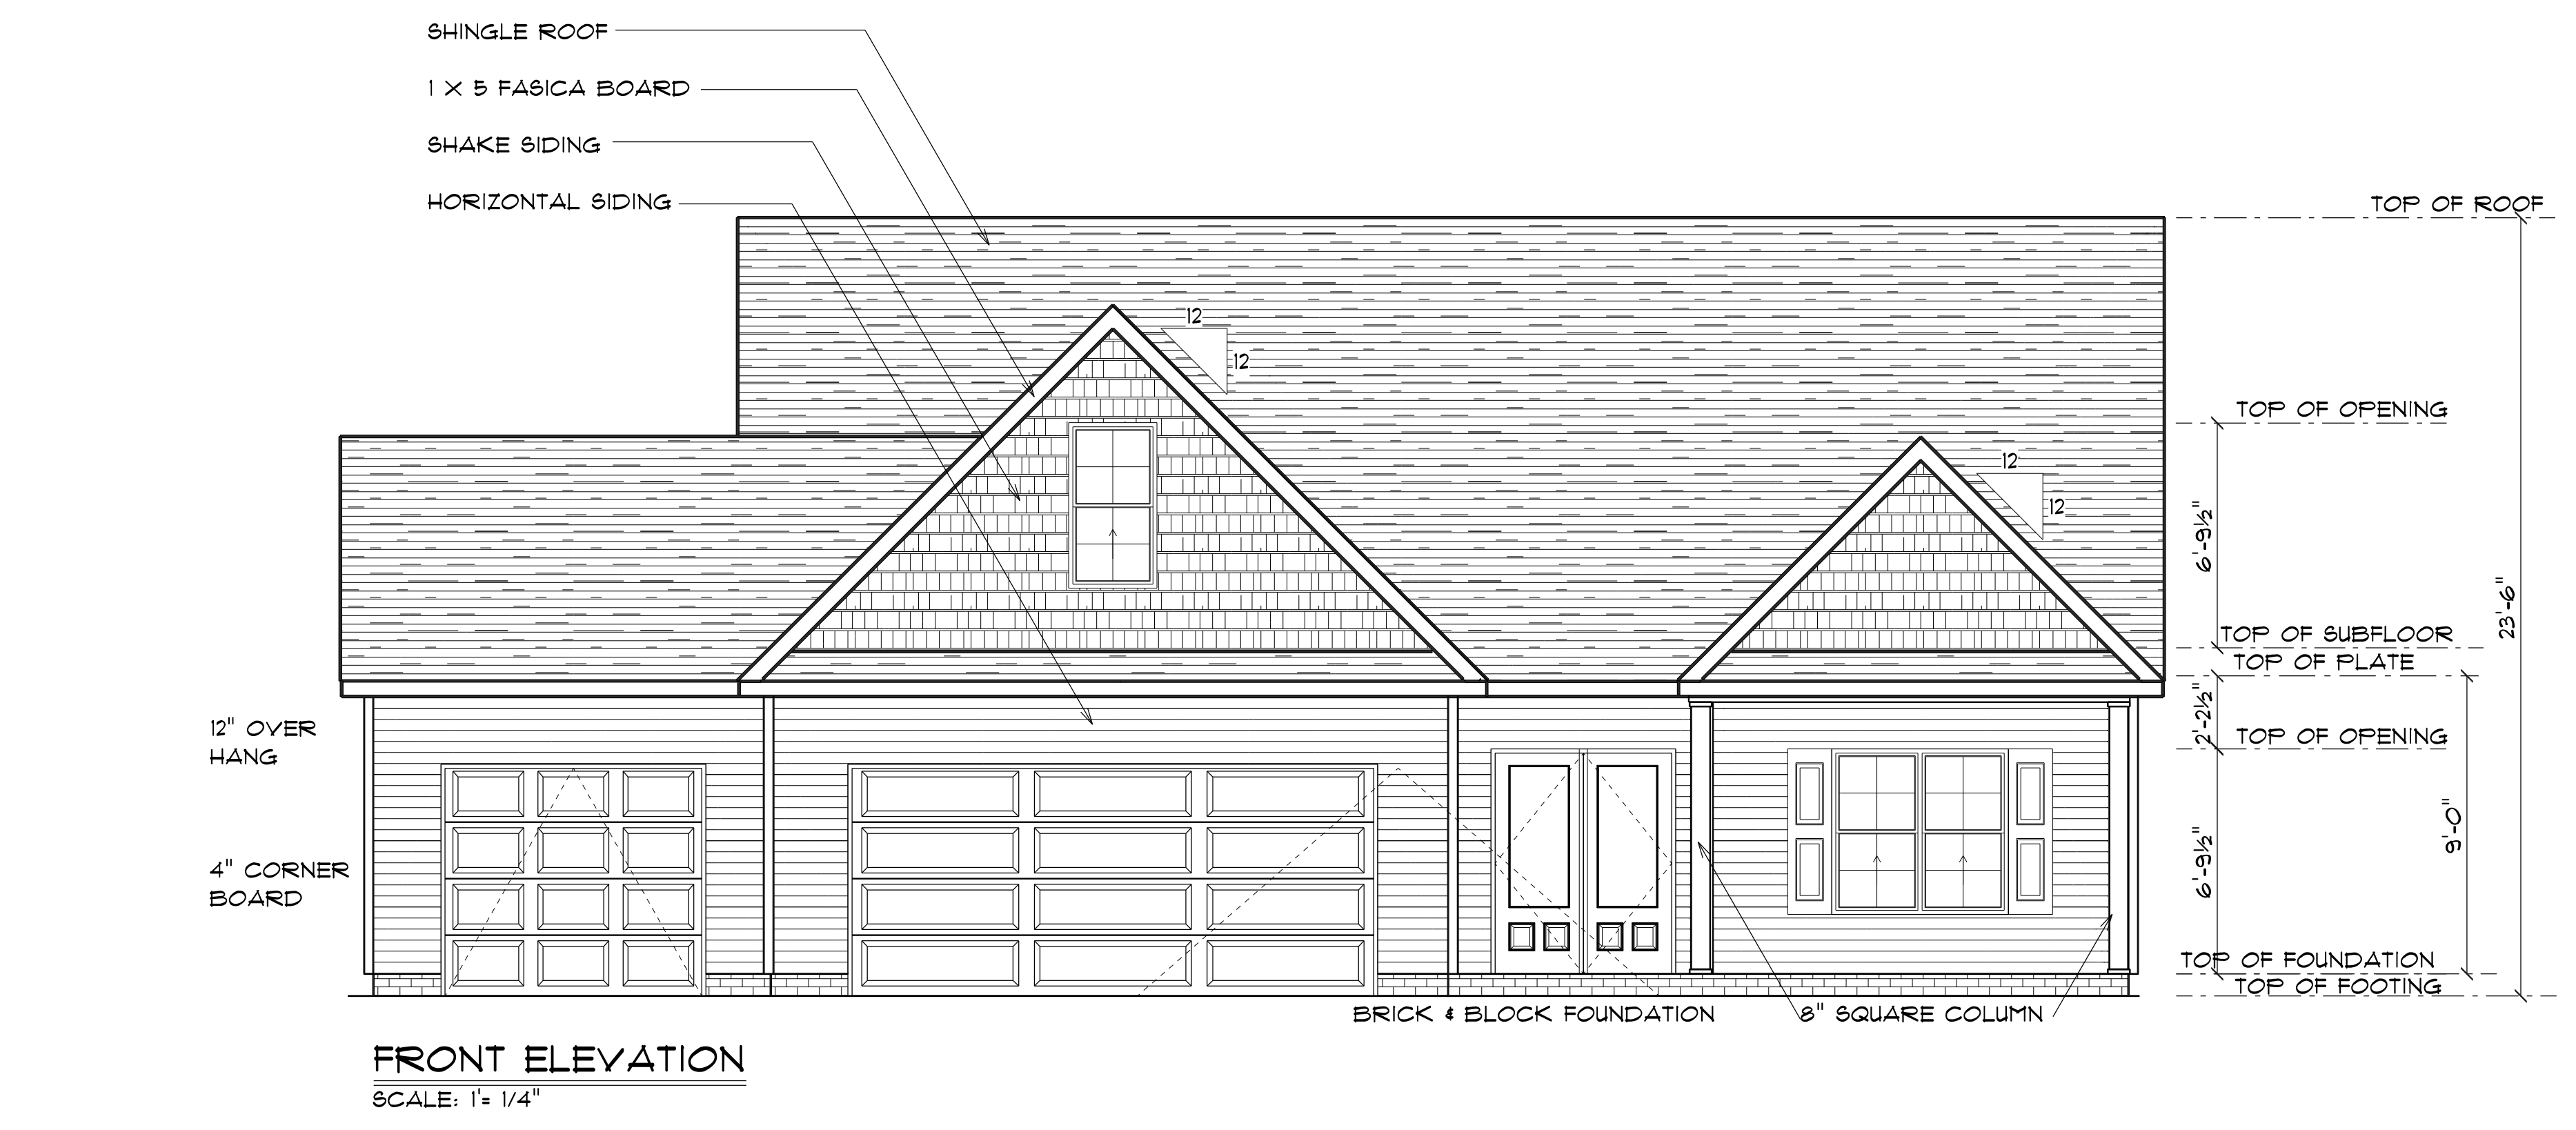 SHINGLE ROOF
1 X 5 FASICA BOARD
SHAKE SIDING
HORIZONTAL SIDING
TOP OF ROOF
12
12
TOP OF OPENING
12
12
6'-9½"
23'-6"
TOP OF SUBFLOOR
TOP OF PLATE
12" OVER
HANG
2'-2½"
TOP OF OPENING
4" CORNER
BOARD
6'-9½"
9'-0"
TOP OF FOUNDATION
TOP OF FOOTING
BRICK & BLOCK FOUNDATION
8" SQUARE COLUMN
FRONT ELEVATION
SCALE: 1'= 1/4"